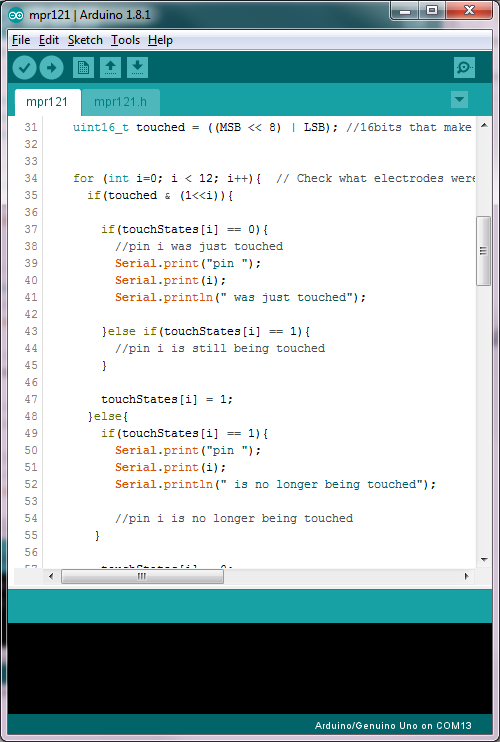 mpr121 | Arduino 1.8.1
File Edit Sketch Tools Help
mpr121 mpr121.h
31 uint16_t touched = ((MSB << 8) | LSB); //16bits that make
32
33
34 for (int i=0; i < 12; i++){ // Check what electrodes were
35 if(touched & (1<<i)){
36
37 if(touchStates[i] == 0){
38 //pin i was just touched
39 Serial.print("pin ");
40 Serial.print(i);
41 Serial.println(" was just touched");
42
43 }else if(touchStates[i] == 1){
44 //pin i is still being touched
45 }
46
47 touchStates[i] = 1;
48 }else{
49 if(touchStates[i] == 1){
50 Serial.print("pin ");
51 Serial.print(i);
52 Serial.println(" is no longer being touched");
53
54 //pin i is no longer being touched
55 }
56
57 touchStates[i] = 0;
Arduino/Genuino Uno on COM13